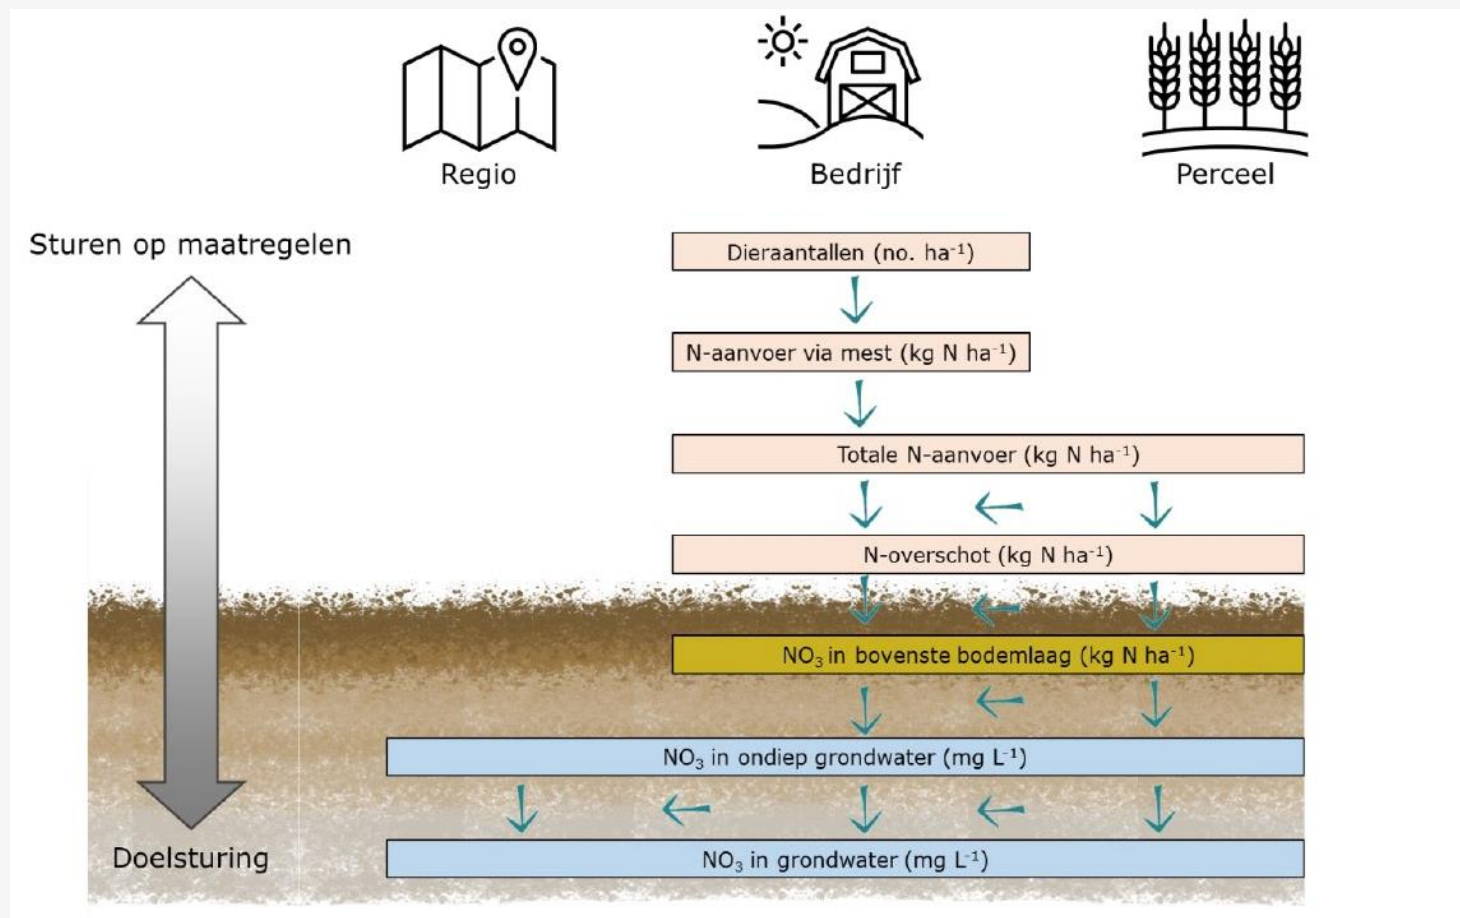 Regio
Bedrijf
Perceel
Sturen op maatregelen
Dieraantallen (no. ha⁻¹)
N-aanvoer via mest (kg N ha⁻¹)
Totale N-aanvoer (kg N ha⁻¹)
N-overschot (kg N ha⁻¹)
NO₃ in bovenste bodemlaag (kg N ha⁻¹)
NO₃ in ondiep grondwater (mg L⁻¹)
Doelsturing
NO₃ in grondwater (mg L⁻¹)